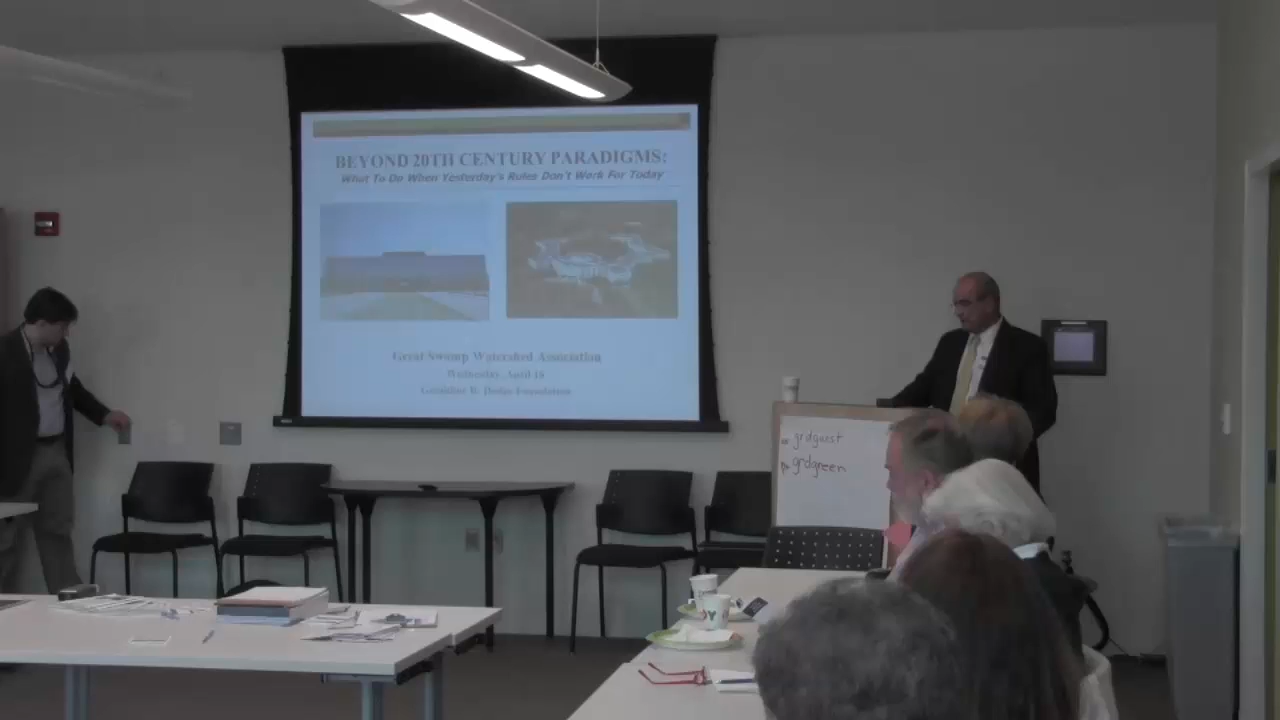 BEYOND 20TH CENTURY PARADIGMS:
What To Do When Yesterday's Rules Don't Work For Today
Great Swamp Watershed Association
Wednesday, April 16
Geraldine R. Dodge Foundation
grdguest
grdgreen